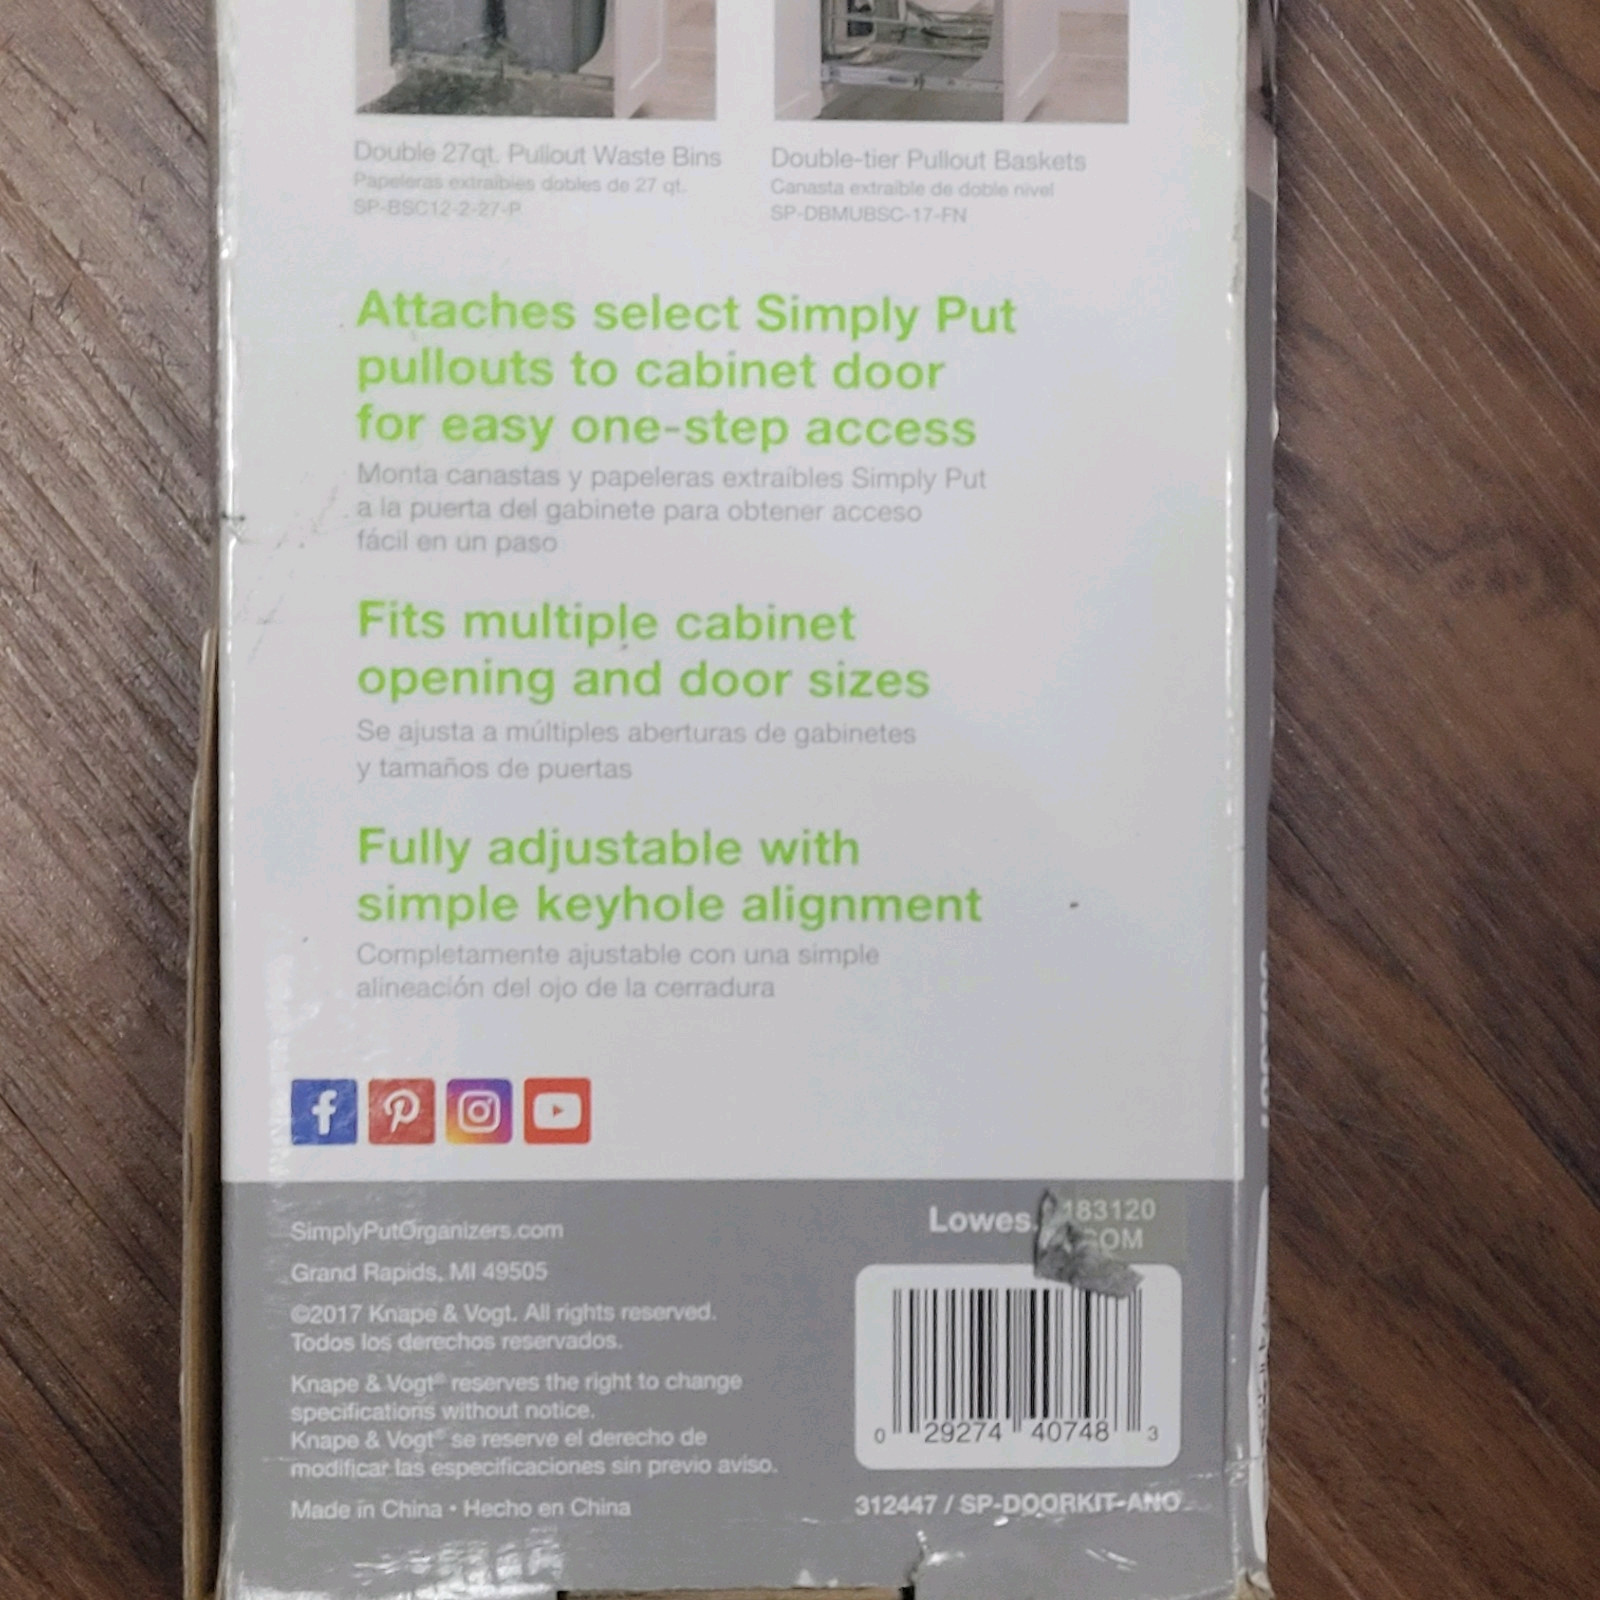 Double 27qt. Pullout Waste Bins
Papeleras extraíbles dobles de 27 qt.
SP-BSC12-2-27-P
Double-tier Pullout Baskets
Canasta extraíble de doble nivel
SP-DBMUBSC-17-FN
Attaches select Simply Put
pullouts to cabinet door
for easy one-step access
Monta canastas y papeleras extraíbles Simply Put
a la puerta del gabinete para obtener acceso
fácil en un paso
Fits multiple cabinet
opening and door sizes
Se ajusta a múltiples aberturas de gabinetes
y tamaños de puertas
Fully adjustable with
simple keyhole alignment
Completamente ajustable con una simple
alineación del ojo de la cerradura
SimplyPutOrganizers.com
Grand Rapids, MI 49505
©2017 Knape & Vogt. All rights reserved.
Todos los derechos reservados.
Knape & Vogt® reserves the right to change
specifications without notice.
Knape & Vogt® se reserve el derecho de
modificar las especificaciones sin previo aviso.
Made in China • Hecho en China
Lowes. 183120
COM
0 29274 40748 3
312447 / SP-DOORKIT-ANO